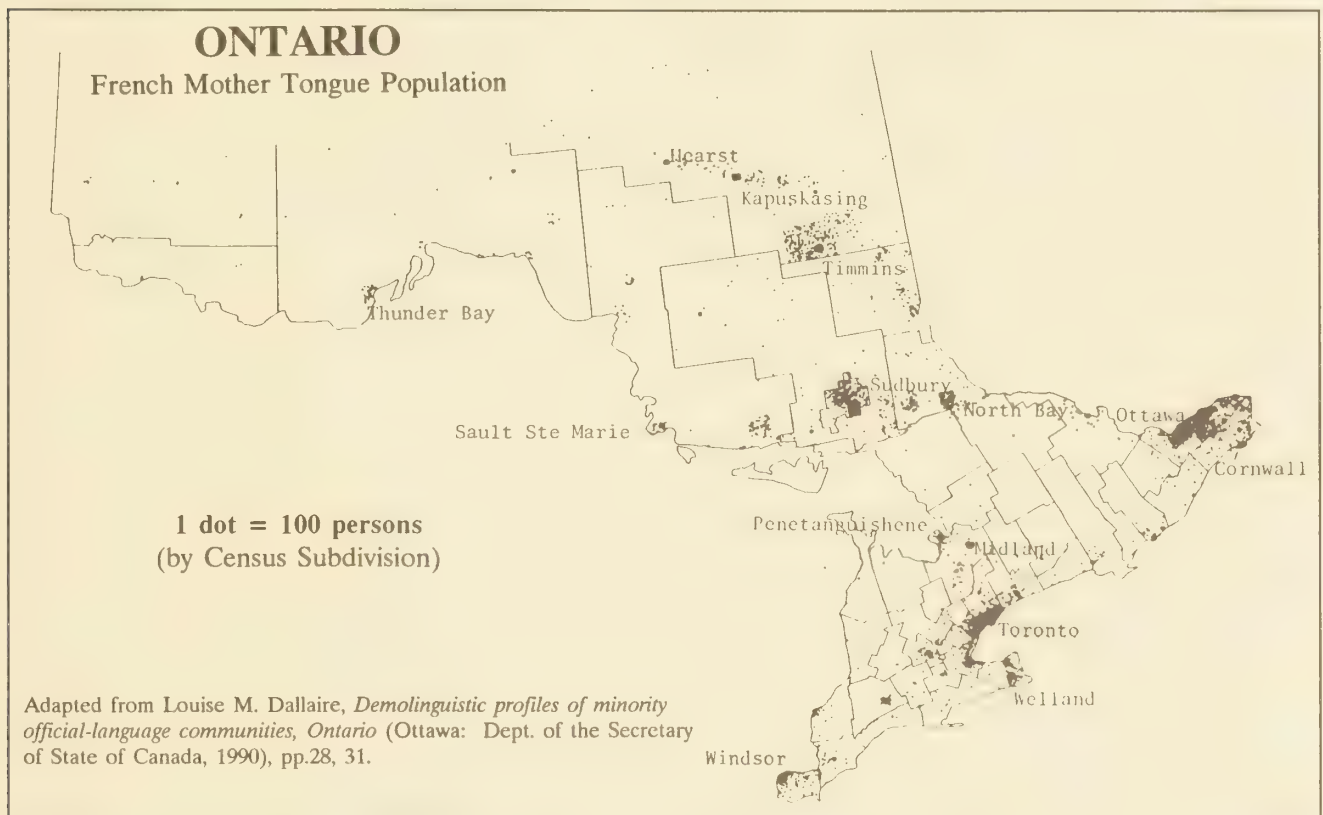 ONTARIO
French Mother Tongue Population
Hearst
Kapuskasing
Timmins
Thunder Bay
Sudbury
North Bay
Ottawa
Sault Ste Marie
Cornwall
1 dot = 100 persons
(by Census Subdivision)
Penetanguishene
Midland
Toronto
Welland
Adapted from Louise M. Dallaire, Demolinguistic profiles of minority
official-language communities, Ontario (Ottawa: Dept. of the Secretary
of State of Canada, 1990), pp.28, 31.
Windsor